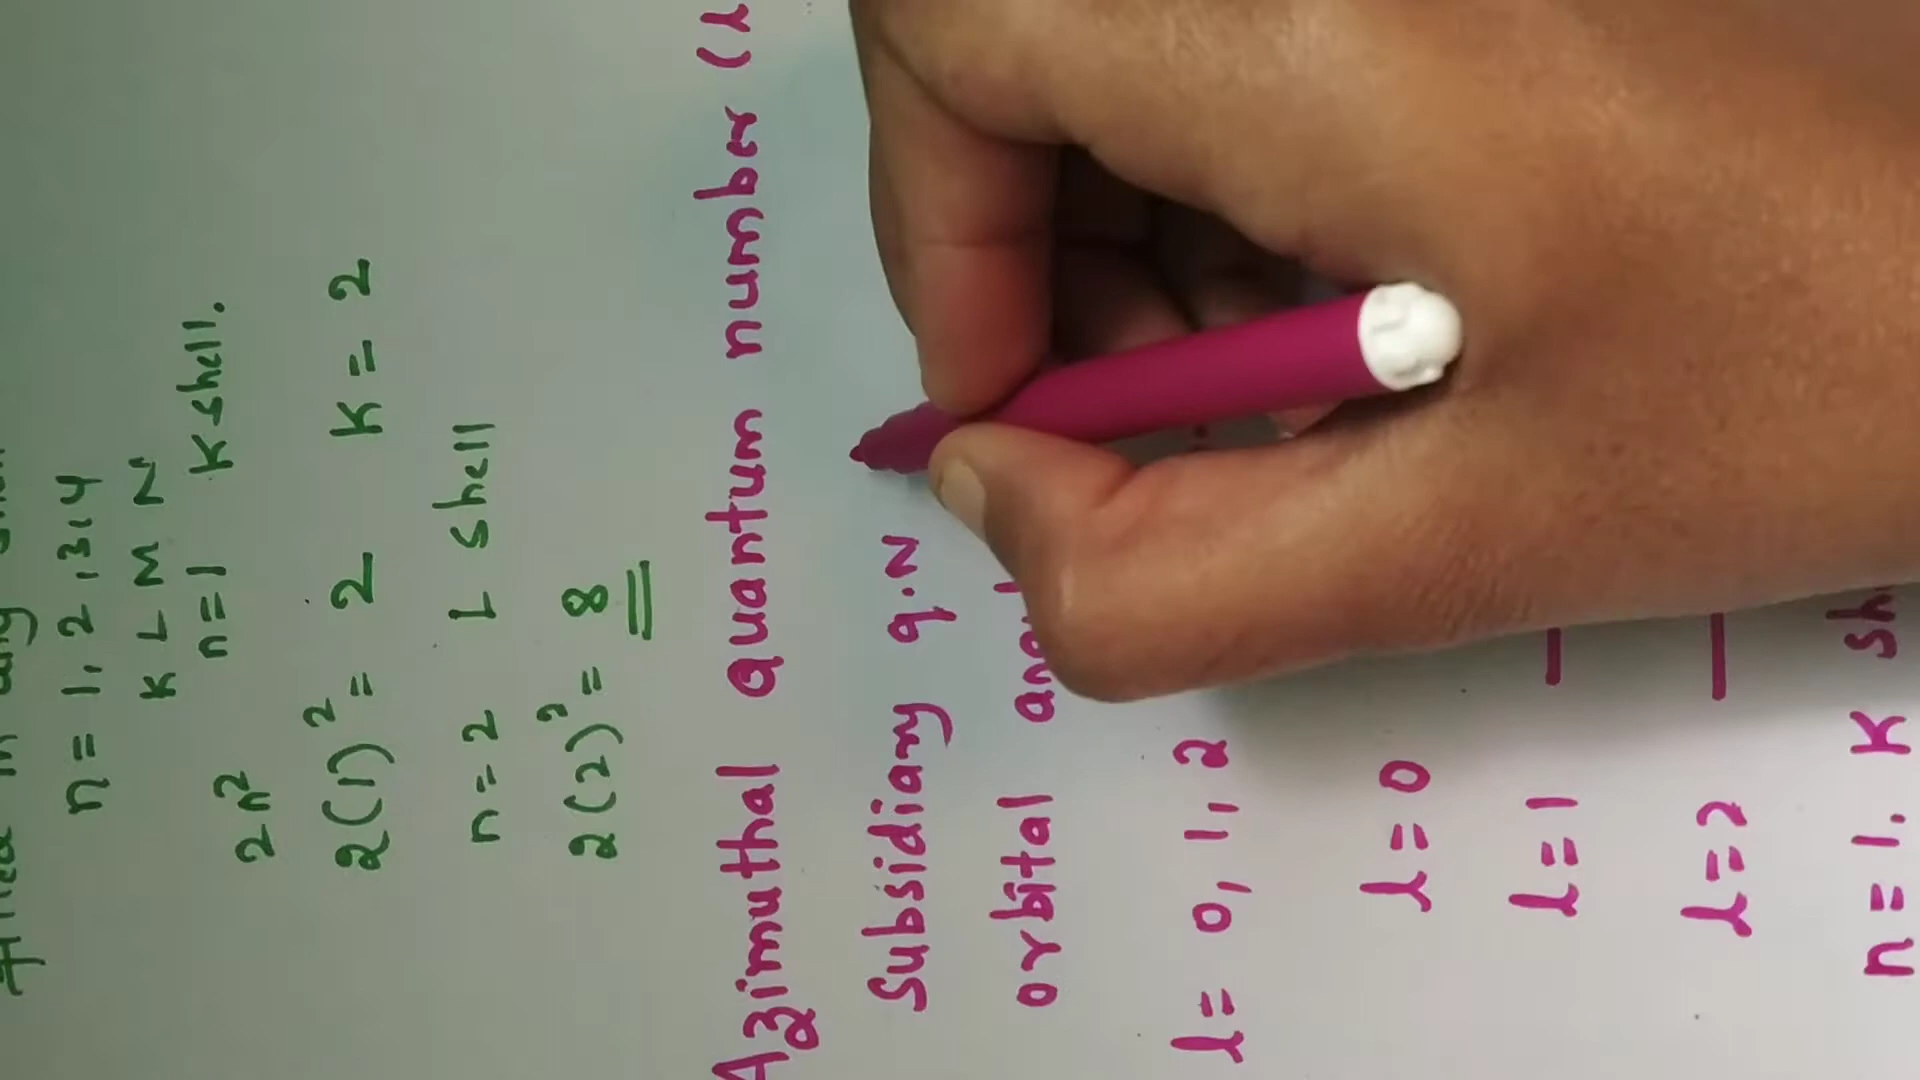 n = 1, 2, 3, 4
K L M N
n=1 K shell.
2n²
2(1)² = 2 K = 2
n = 2 L shell
2(2)² = 8
Azimuthal quantum number (l
Subsidiary q.N
orbital
l = 0, 1, 2
l = 0
l = 1
l = 2
n = 1, K